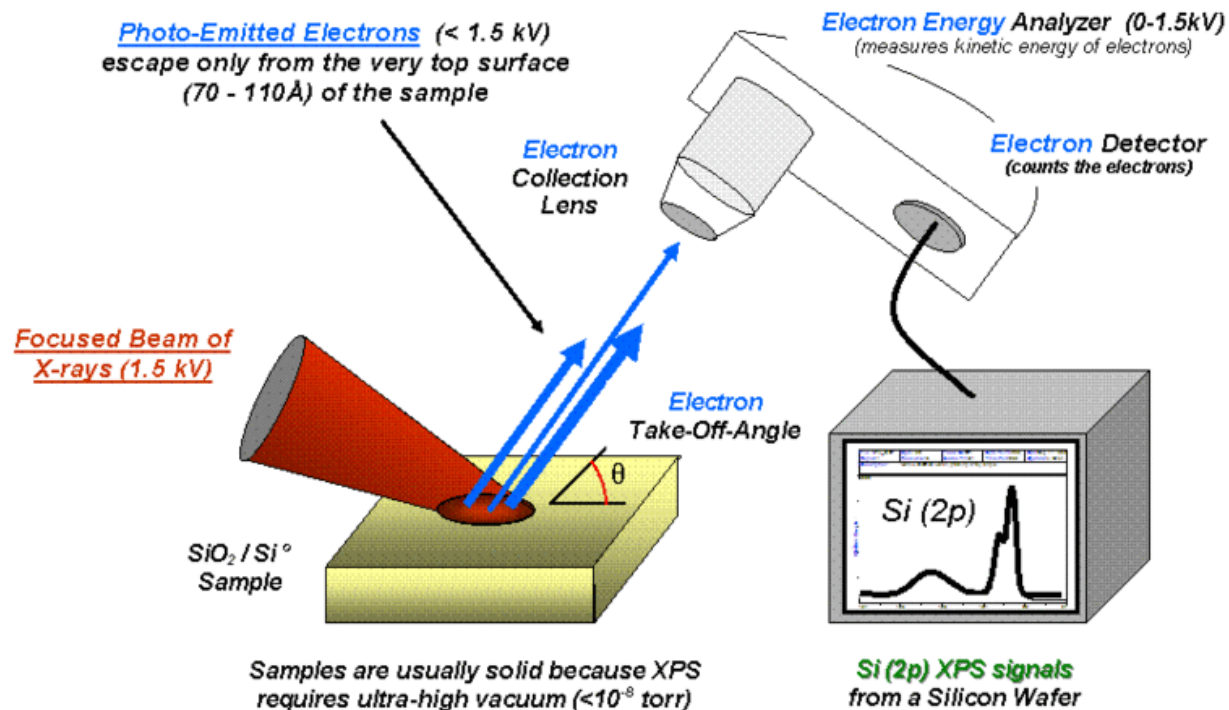 Photo-Emitted Electrons (< 1.5 kV)
escape only from the very top surface
(70 - 110Å) of the sample
Electron Energy Analyzer (0-1.5kV)
(measures kinetic energy of electrons)
Electron Detector
(counts the electrons)
Electron
Collection
Lens
Focused Beam of
X-rays (1.5 kV)
Electron
Take-Off-Angle
θ
Si (2p)
SiO₂ / Si°
Sample
Samples are usually solid because XPS
requires ultra-high vacuum (<10⁻⁸ torr)
Si (2p) XPS signals
from a Silicon Wafer